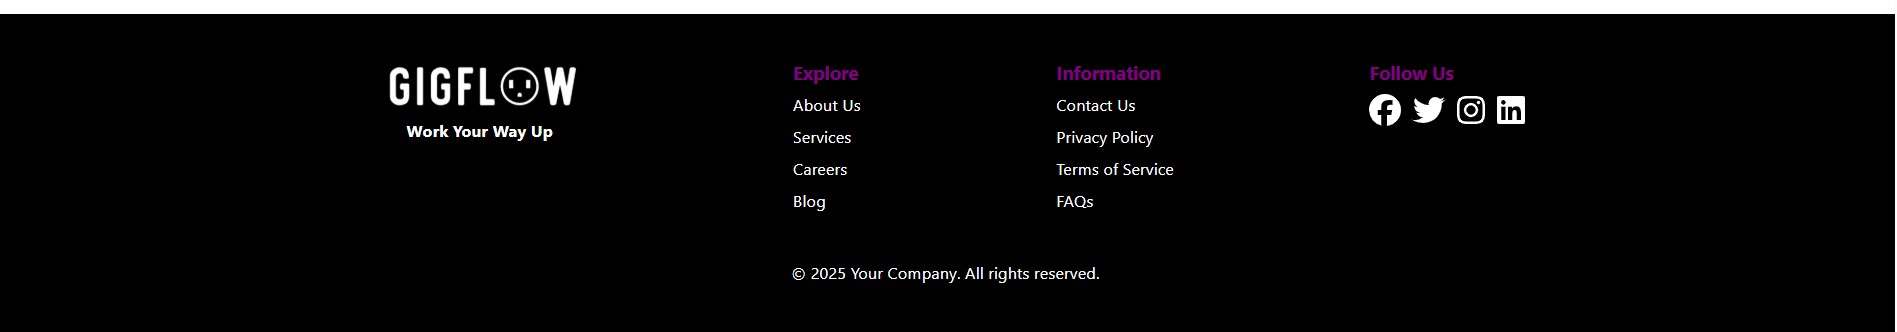 GIGFLOW
Work Your Way Up
Explore
About Us
Services
Careers
Blog
Information
Contact Us
Privacy Policy
Terms of Service
FAQs
Follow Us
© 2025 Your Company. All rights reserved.